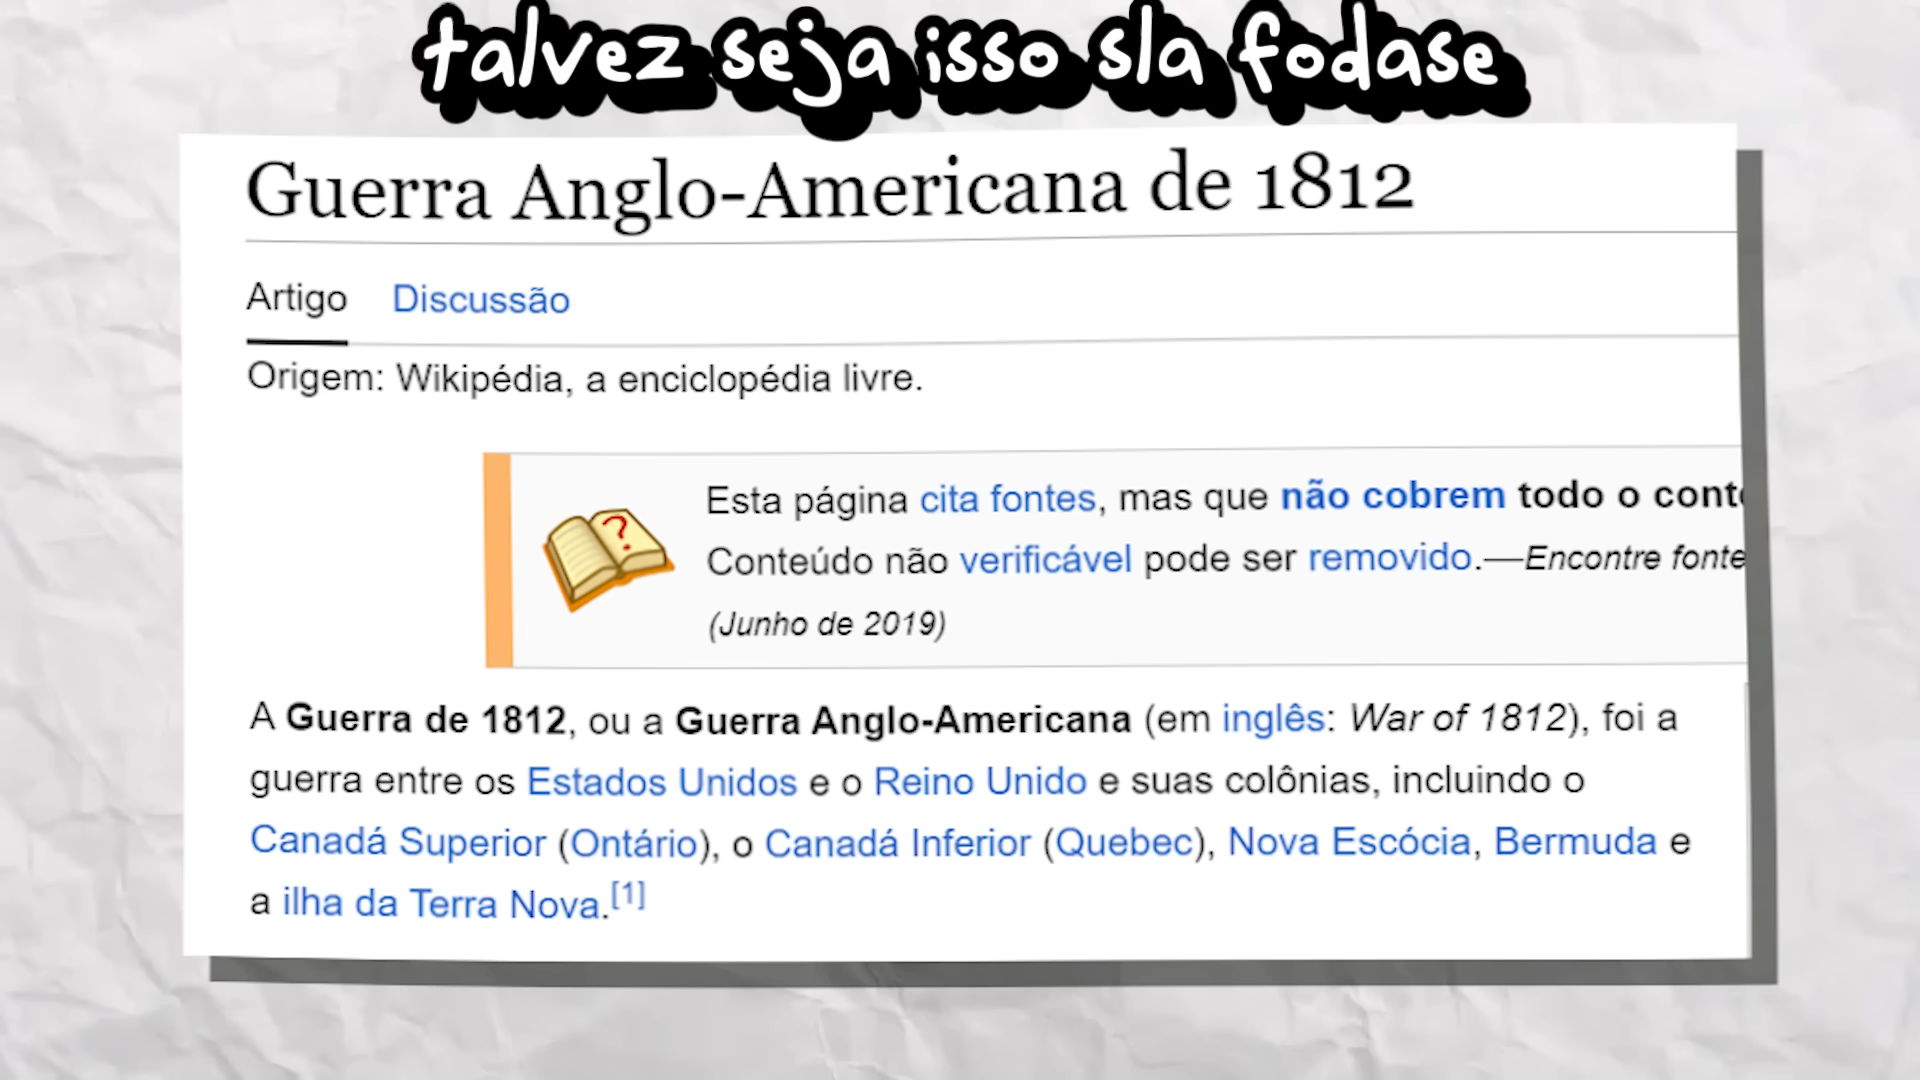 talvez seja isso sla fodase
Guerra Anglo-Americana de 1812
Artigo Discussão
Origem: Wikipédia, a enciclopédia livre.
Esta página cita fontes, mas que não cobrem todo o cont
Conteúdo não verificável pode ser removido.—Encontre fonte
(Junho de 2019)
A Guerra de 1812, ou a Guerra Anglo-Americana (em inglês: War of 1812), foi a
guerra entre os Estados Unidos e o Reino Unido e suas colônias, incluindo o
Canadá Superior (Ontário), o Canadá Inferior (Quebec), Nova Escócia, Bermuda e
a ilha da Terra Nova.[1]